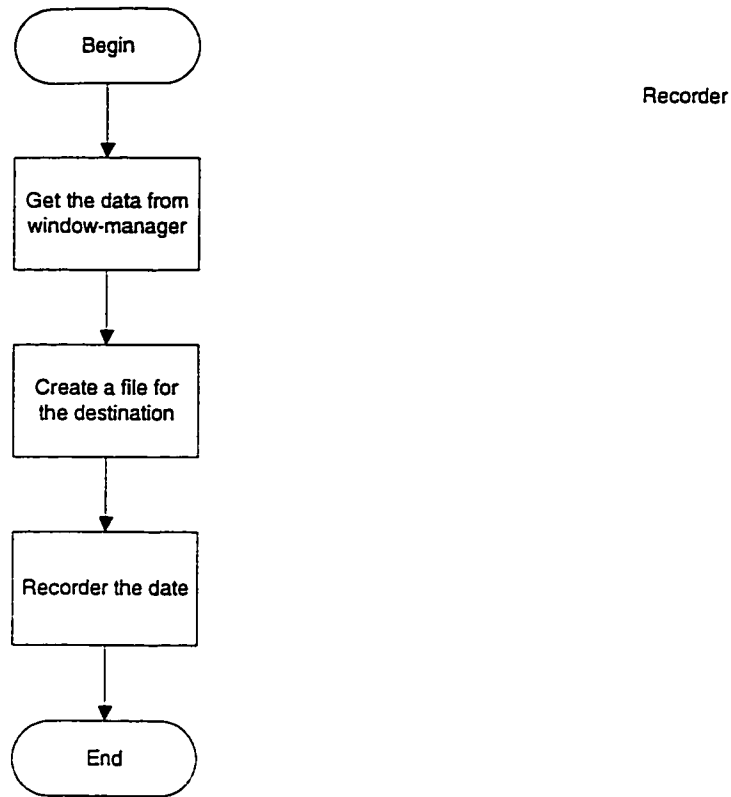 Begin
Recorder
Get the data from
window-manager
Create a file for
the destination
Recorder the date
End